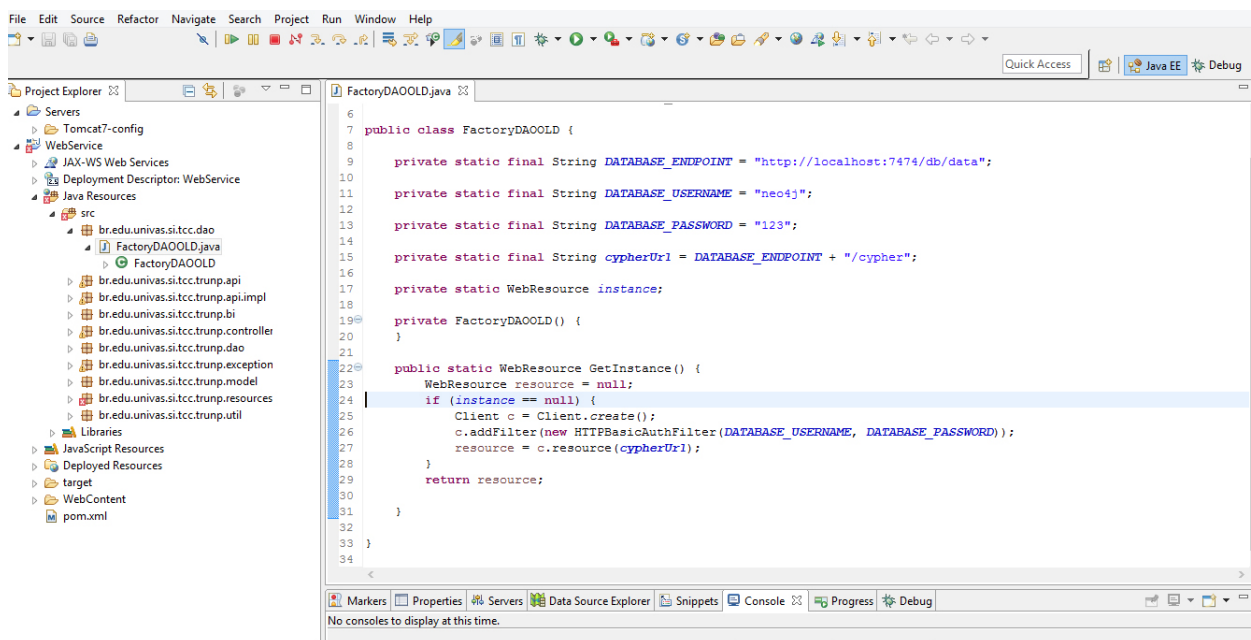 File Edit Source Refactor Navigate Search Project Run Window Help
Quick Access
Java EE
Debug
Project Explorer
Servers
Tomcat7-config
WebService
JAX-WS Web Services
Deployment Descriptor: WebService
Java Resources
src
br.edu.univas.si.tcc.dao
FactoryDAOOLD.java
FactoryDAOOLD
br.edu.univas.si.tcc.trunp.api
br.edu.univas.si.tcc.trunp.api.impl
br.edu.univas.si.tcc.trunp.bi
br.edu.univas.si.tcc.trunp.controller
br.edu.univas.si.tcc.trunp.dao
br.edu.univas.si.tcc.trunp.exception
br.edu.univas.si.tcc.trunp.model
br.edu.univas.si.tcc.trunp.resources
br.edu.univas.si.tcc.trunp.util
Libraries
JavaScript Resources
Deployed Resources
target
WebContent
pom.xml
FactoryDAOOLD.java
6
7 public class FactoryDAOOLD {
8
9 private static final String DATABASE_ENDPOINT = "http://localhost:7474/db/data";
10
11 private static final String DATABASE_USERNAME = "neo4j";
12
13 private static final String DATABASE_PASSWORD = "123";
14
15 private static final String cypherUrl = DATABASE_ENDPOINT + "/cypher";
16
17 private static WebResource instance;
18
19 private FactoryDAOOLD() {
20 }
21
22 public static WebResource GetInstance() {
23 WebResource resource = null;
24 if (instance == null) {
25 Client c = Client.create();
26 c.addFilter(new HTTPBasicAuthFilter(DATABASE_USERNAME, DATABASE_PASSWORD));
27 resource = c.resource(cypherUrl);
28 }
29 return resource;
30
31 }
32
33 }
34
Markers Properties Servers Data Source Explorer Snippets Console Progress Debug
No consoles to display at this time.